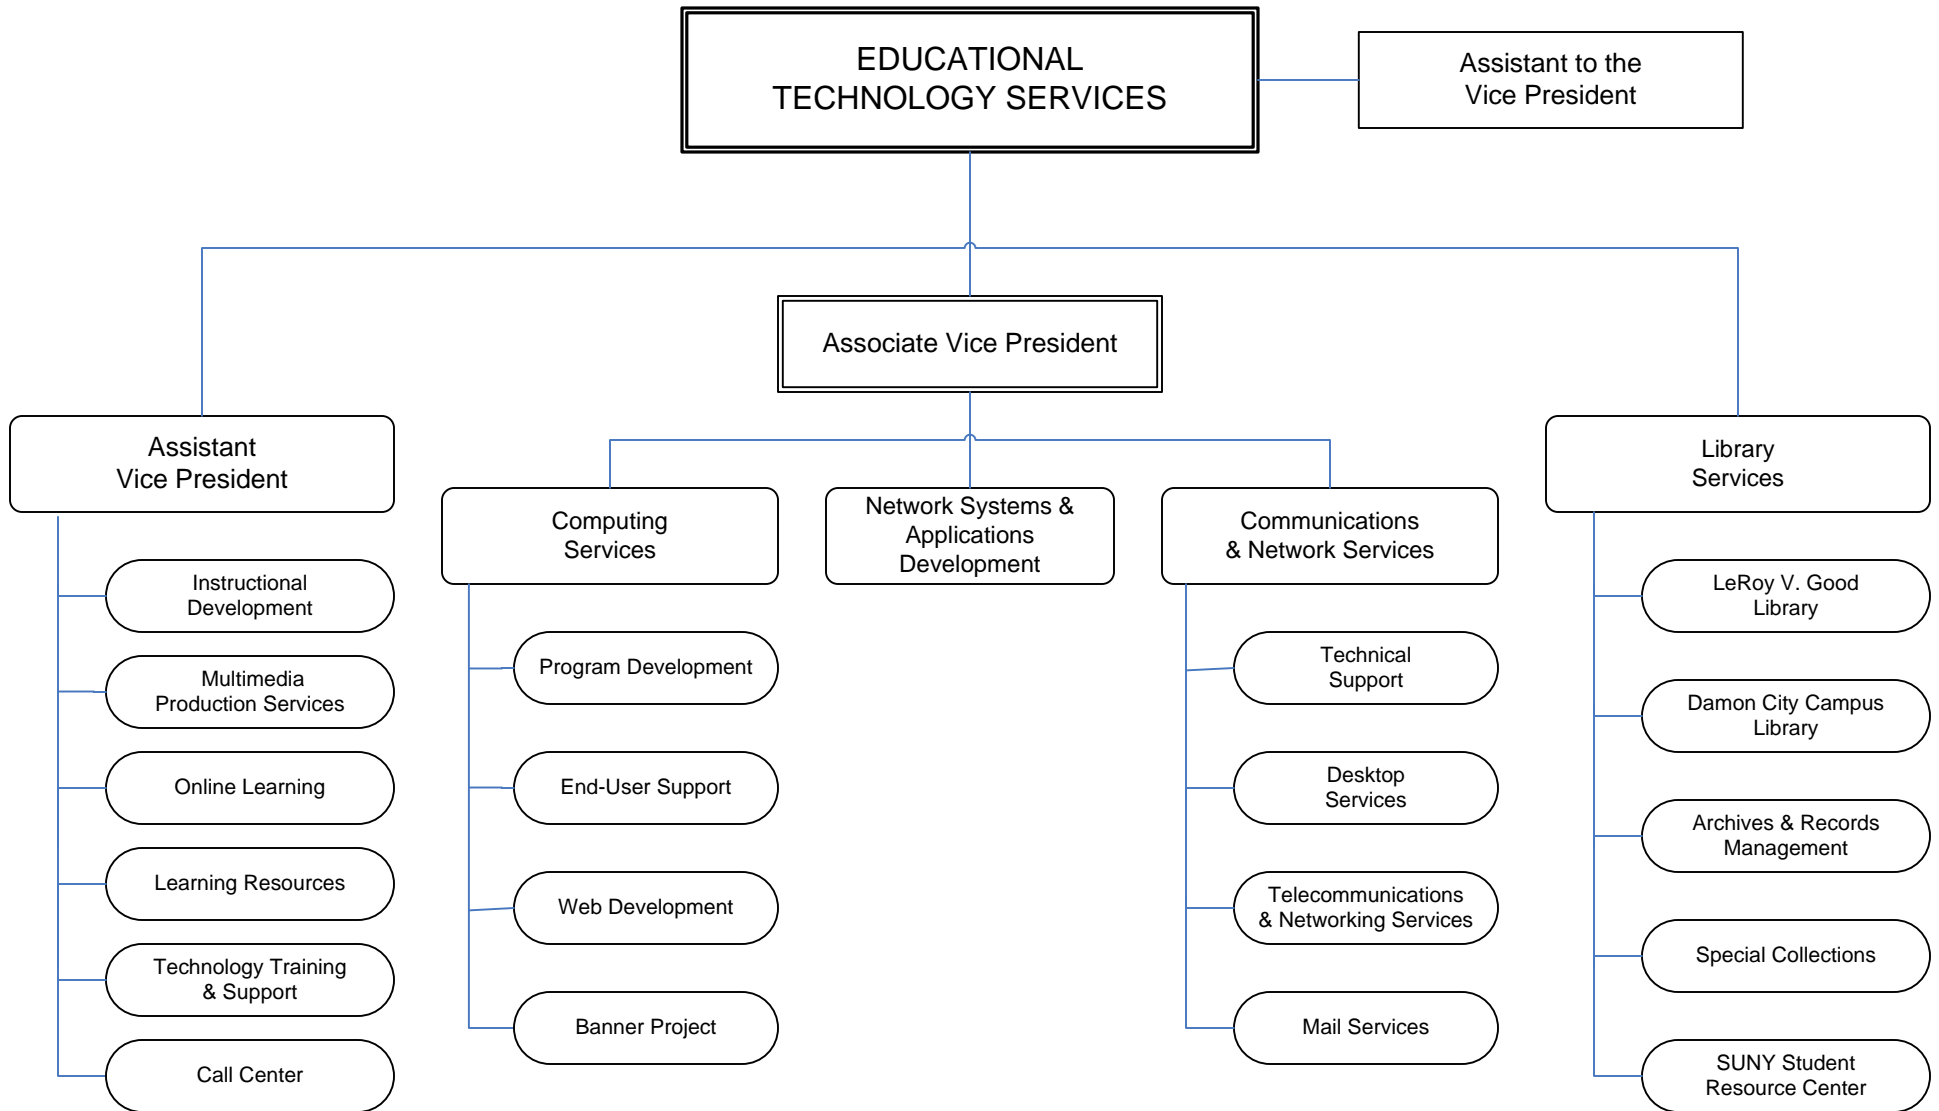 EDUCATIONAL
TECHNOLOGY SERVICES
Assistant to the
Vice President
Associate Vice President
Assistant
Vice President
Instructional
Development
Multimedia
Production Services
Online Learning
Learning Resources
Technology Training
& Support
Call Center
Computing
Services
Program Development
End-User Support
Web Development
Banner Project
Network Systems &
Applications
Development
Communications
& Network Services
Technical
Support
Desktop
Services
Telecommunications
& Networking Services
Mail Services
Library
Services
LeRoy V. Good
Library
Damon City Campus
Library
Archives & Records
Management
Special Collections
SUNY Student
Resource Center